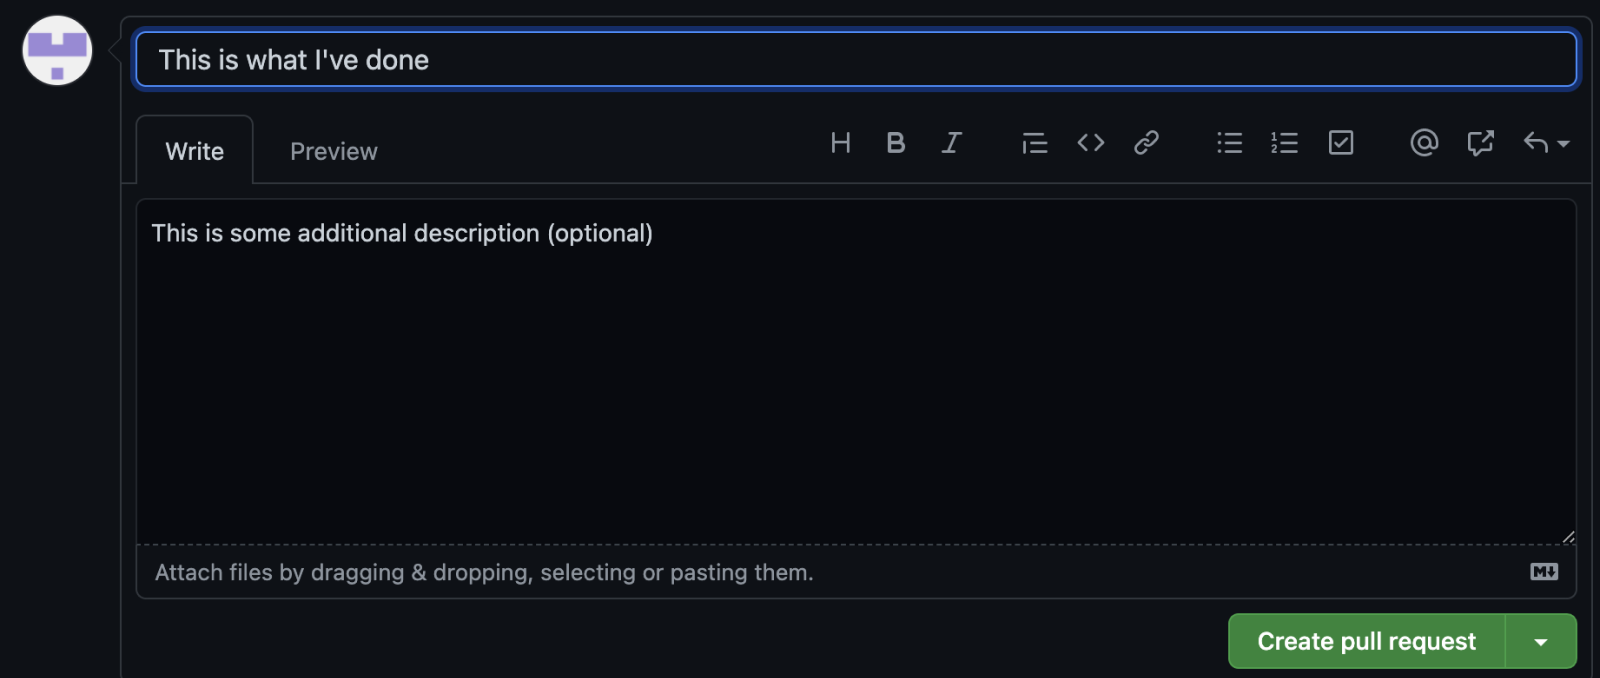 This is what I've done
Write Preview
This is some additional description (optional)
Attach files by dragging & dropping, selecting or pasting them.
Create pull request